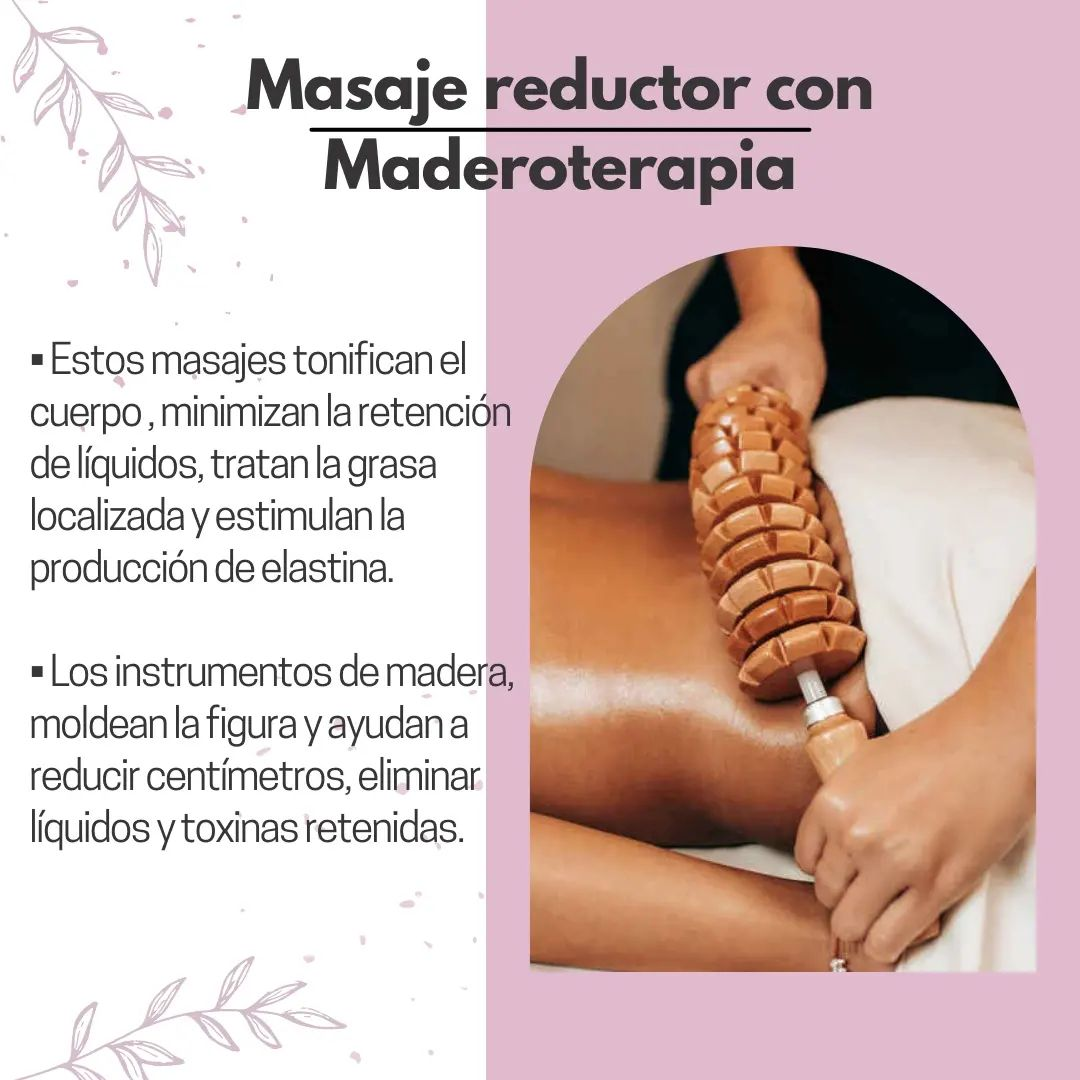 Masaje reductor con
Maderoterapia
▪ Estos masajes tonifican el
cuerpo , minimizan la retención
de líquidos, tratan la grasa
localizada y estimulan la
producción de elastina.
▪ Los instrumentos de madera,
moldean la figura y ayudan a
reducir centímetros, eliminar
líquidos y toxinas retenidas.